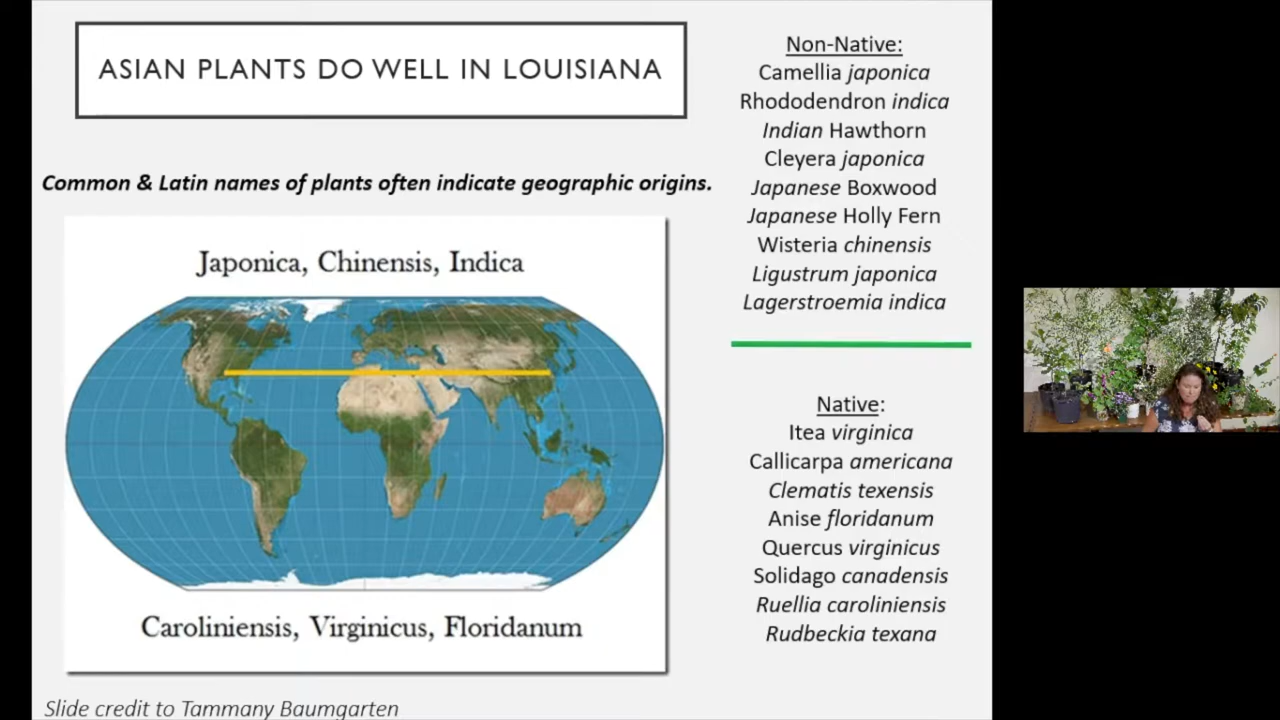 ASIAN PLANTS DO WELL IN LOUISIANA
Common & Latin names of plants often indicate geographic origins.
Japonica, Chinensis, Indica
Caroliniensis, Virginicus, Floridanum
Slide credit to Tammany Baumgarten
Non-Native:
Camellia japonica
Rhododendron indica
Indian Hawthorn
Cleyera japonica
Japanese Boxwood
Japanese Holly Fern
Wisteria chinensis
Ligustrum japonica
Lagerstroemia indica
Native:
Itea virginica
Callicarpa americana
Clematis texensis
Anise floridanum
Quercus virginicus
Solidago canadensis
Ruellia caroliniensis
Rudbeckia texana